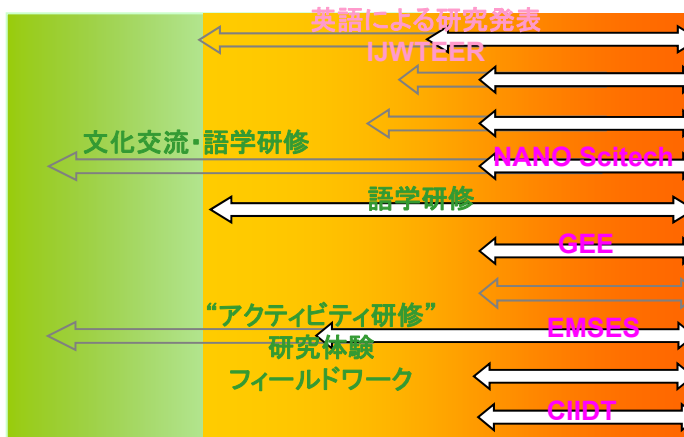 英語による研究発表
IJWTEER
文化交流・語学研修
NANO Scitech
語学研修
GEE
“アクティビティ研修”
研究体験
フィールドワーク
EMSES
CIIDT